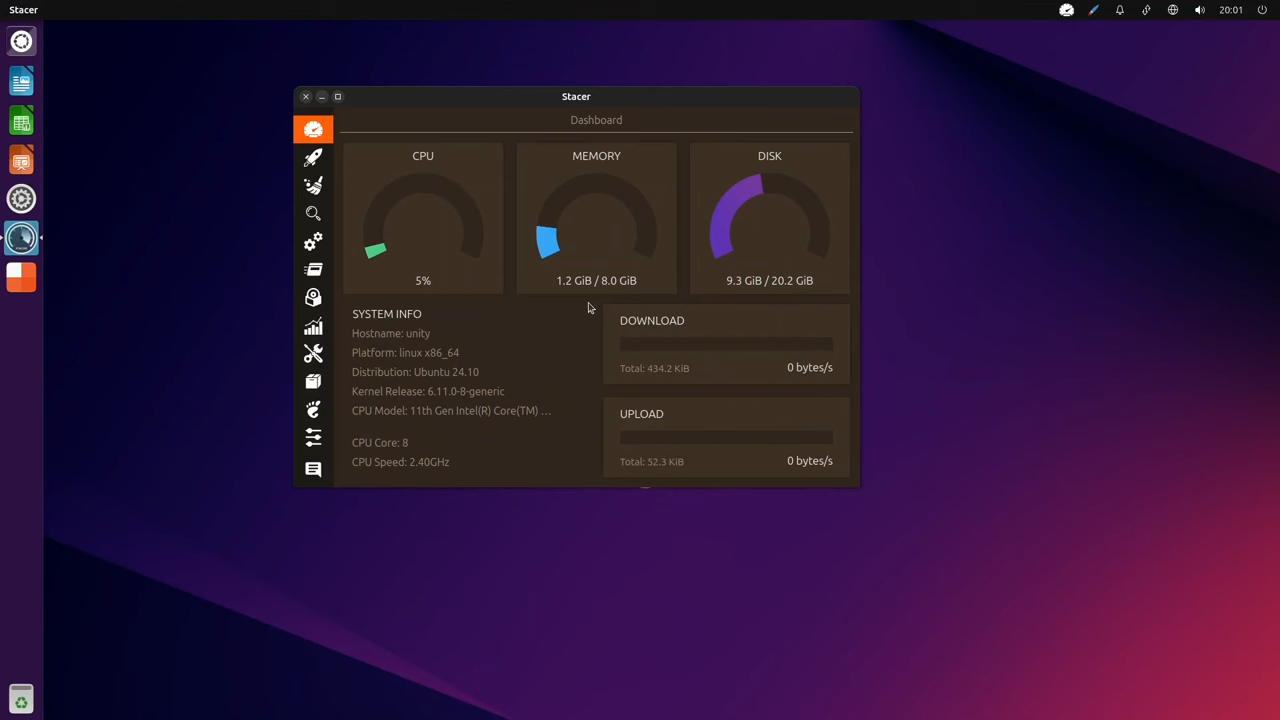 Stacer
20:01
Stacer
Dashboard
CPU
MEMORY
DISK
5%
1.2 GiB / 8.0 GiB
9.3 GiB / 20.2 GiB
SYSTEM INFO
Hostname: unity
Platform: linux x86_64
Distribution: Ubuntu 24.10
Kernel Release: 6.11.0-8-generic
CPU Model: 11th Gen Intel(R) Core(TM) …
CPU Core: 8
CPU Speed: 2.40GHz
DOWNLOAD
Total: 434.2 KiB
0 bytes/s
UPLOAD
Total: 52.3 KiB
0 bytes/s